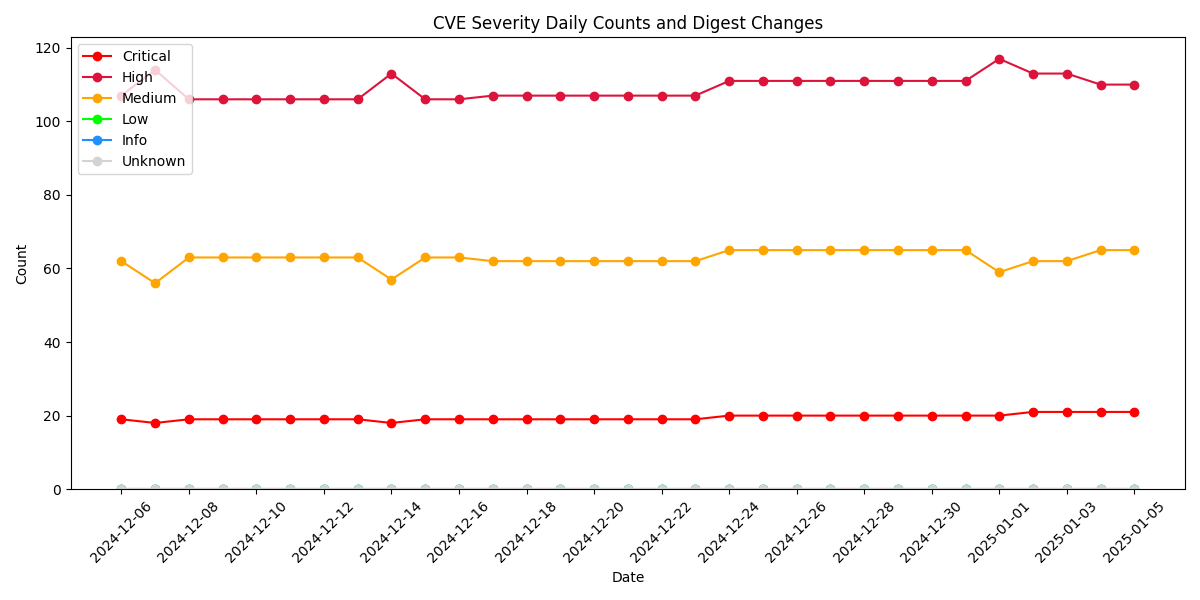 CVE Severity Daily Counts and Digest Changes
Critical
High
Medium
Low
Info
Unknown
Count
120
100
80
60
40
20
0
2024-12-06
2024-12-08
2024-12-10
2024-12-12
2024-12-14
2024-12-16
2024-12-18
2024-12-20
2024-12-22
2024-12-24
2024-12-26
2024-12-28
2024-12-30
2025-01-01
2025-01-03
2025-01-05
Date